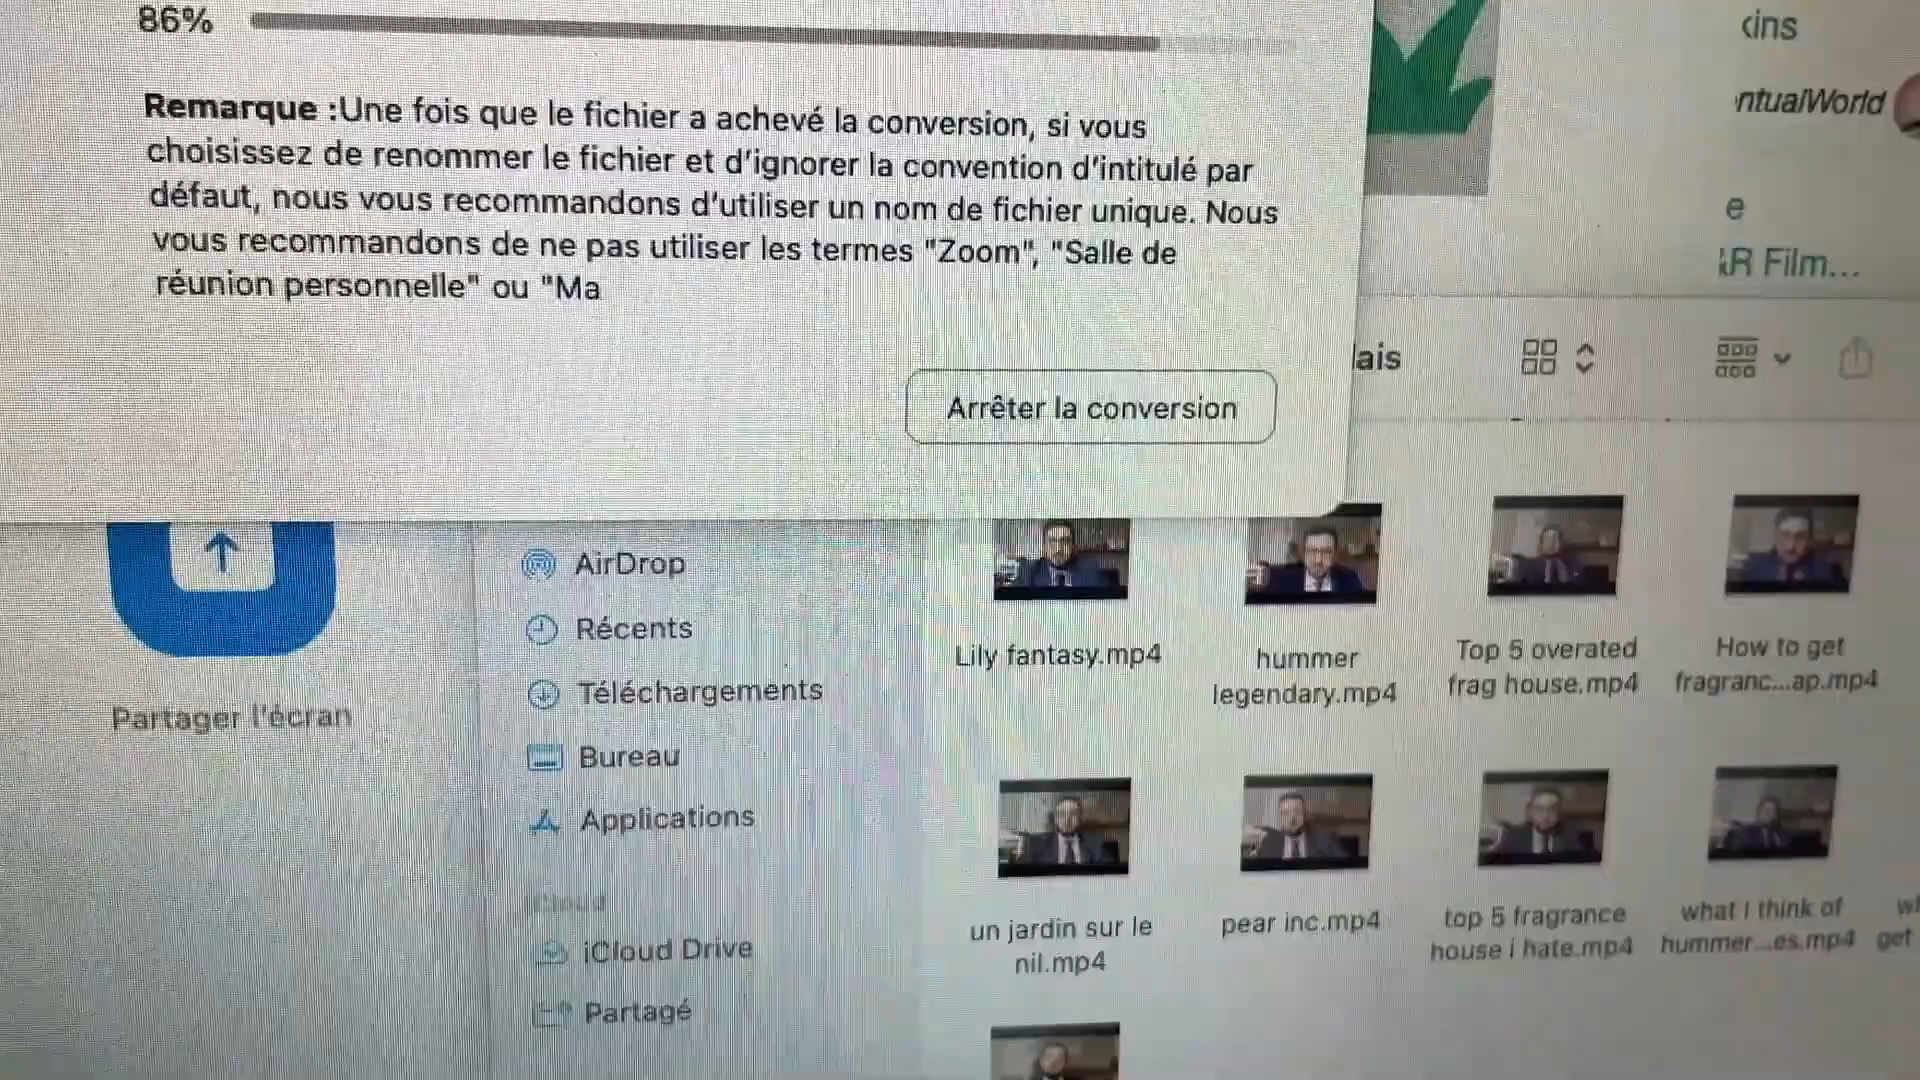 86%
Remarque :Une fois que le fichier a achevé la conversion, si vous
choisissez de renommer le fichier et d'ignorer la convention d'intitulé par
défaut, nous vous recommandons d'utiliser un nom de fichier unique. Nous
vous recommandons de ne pas utiliser les termes "Zoom", "Salle de
réunion personnelle" ou "Ma
Arrêter la conversion
kins
ntualWorld
e
R Film...
lais
Partager l'écran
AirDrop
Récents
Téléchargements
Bureau
Applications
iCloud
iCloud Drive
Partagé
Lily fantasy.mp4
hummer
legendary.mp4
Top 5 overated
frag house.mp4
How to get
fragranc...ap.mp4
un jardin sur le
nil.mp4
pear inc.mp4
top 5 fragrance
house i hate.mp4
what I think of
hummer...es.mp4
get